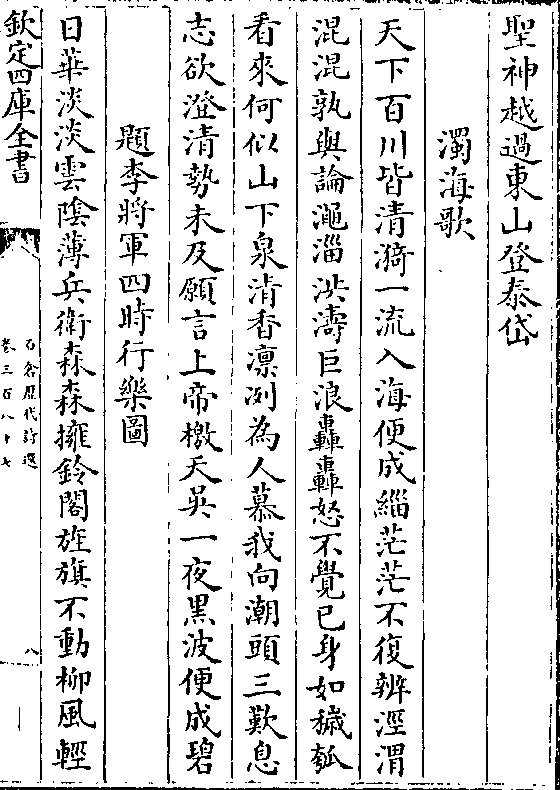 聖神越過東山登泰岱
濁海歌
天下百川皆清漪一流入海便成緇茫茫不復辨涇渭
混混孰與論澠淄洪濤巨浪轟轟怒不覺已身如穢瓠
看來何似山下泉清香凛冽為人慕我向潮頭三歎息
志欲澄清勢未及願言上帝檄天吳一夜黑波便成碧
題李將軍四時行樂圖
日華淡淡雲陰薄兵衛森森擁鈴閣旌旗不動柳風輕
欽定四庫全書
石倉歷代詩選
卷三百八十七
八